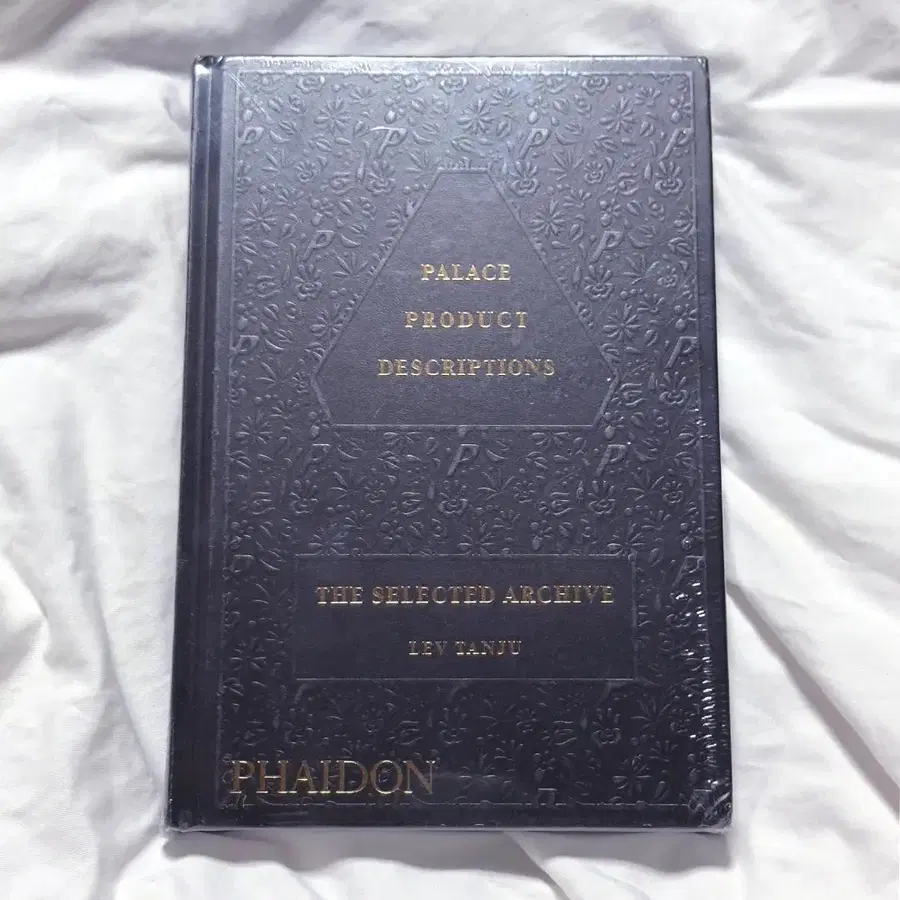 PALACE
PRODUCT
DESCRIPTIONS
THE SELECTED ARCHIVE
LEV TANJU
PHAIDON